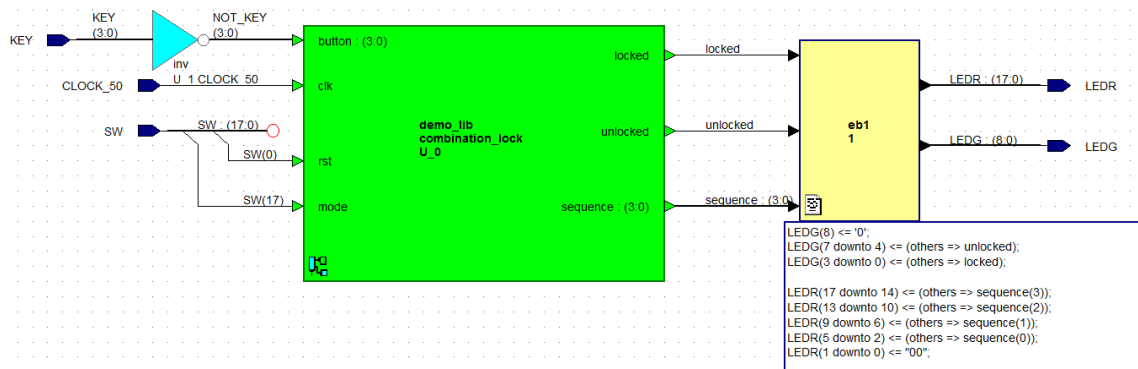 KEY
KEY
(3:0)
NOT_KEY
(3:0)
inv
U_1
CLOCK_50
CLOCK_50
SW
SW : (17:0)
SW(0)
SW(17)
button : (3:0)
clk
rst
mode
demo_lib
combination_lock
U_0
locked
unlocked
sequence : (3:0)
locked
unlocked
sequence : (3:0)
eb1
1
LEDR : (17:0)
LEDG : (8:0)
LEDR
LEDG
LEDG(8) <= '0';
LEDG(7 downto 4) <= (others => unlocked);
LEDG(3 downto 0) <= (others => locked);
LEDR(17 downto 14) <= (others => sequence(3));
LEDR(13 downto 10) <= (others => sequence(2));
LEDR(9 downto 6) <= (others => sequence(1));
LEDR(5 downto 2) <= (others => sequence(0));
LEDR(1 downto 0) <= "00";